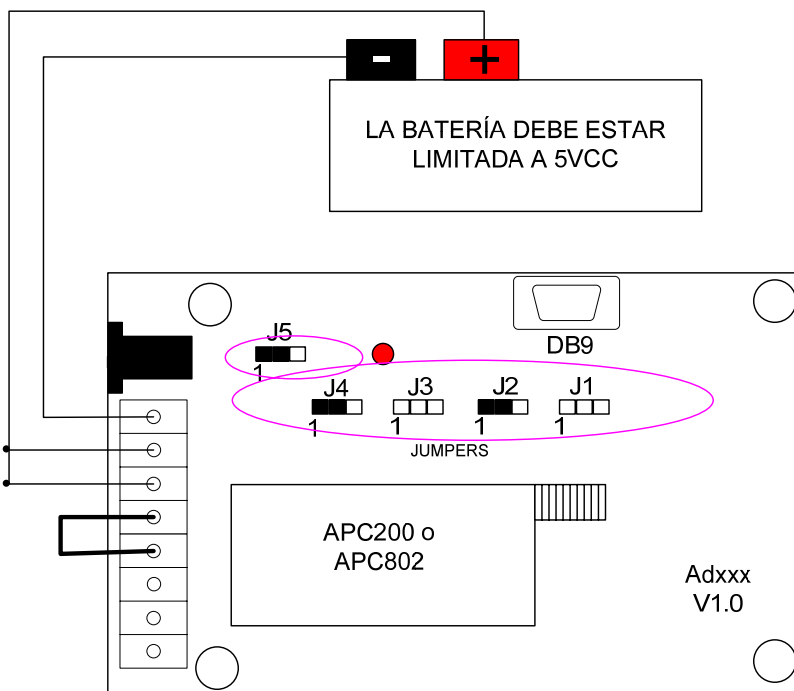 - +
LA BATERÍA DEBE ESTAR
LIMITADA A 5VCC
J5
1
DB9
J4 J3 J2 J1
1 1 1 1
JUMPERS
APC200 o
APC802
Adxxx
V1.0